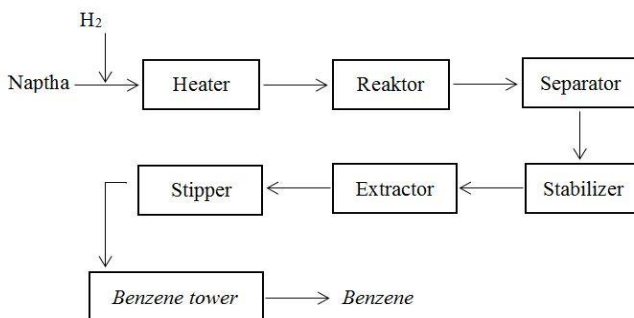 H₂
Naptha
Heater
Reaktor
Separator
Stipper
Extractor
Stabilizer
Benzene tower
Benzene